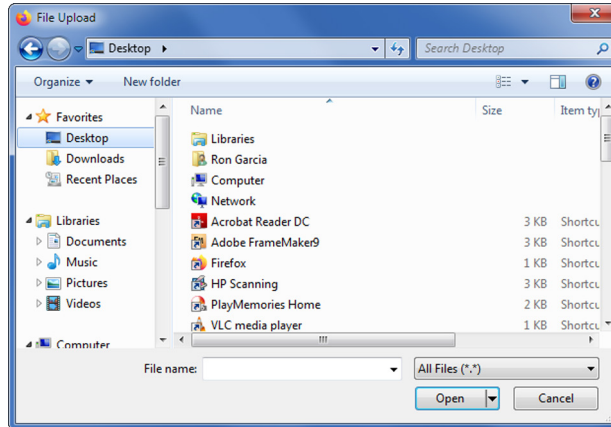 File Upload
Desktop
Search Desktop
Organize
New folder
Name
Size
Item ty
Favorites
Desktop
Downloads
Recent Places
Libraries
Documents
Music
Pictures
Videos
Computer
Libraries
Ron Garcia
Computer
Network
Acrobat Reader DC 3 KB Shortcu
Adobe FrameMaker9 3 KB Shortcu
Firefox 1 KB Shortcu
HP Scanning 3 KB Shortcu
PlayMemories Home 2 KB Shortcu
VLC media player 1 KB Shortcu
File name:
All Files (*.*)
Open
Cancel